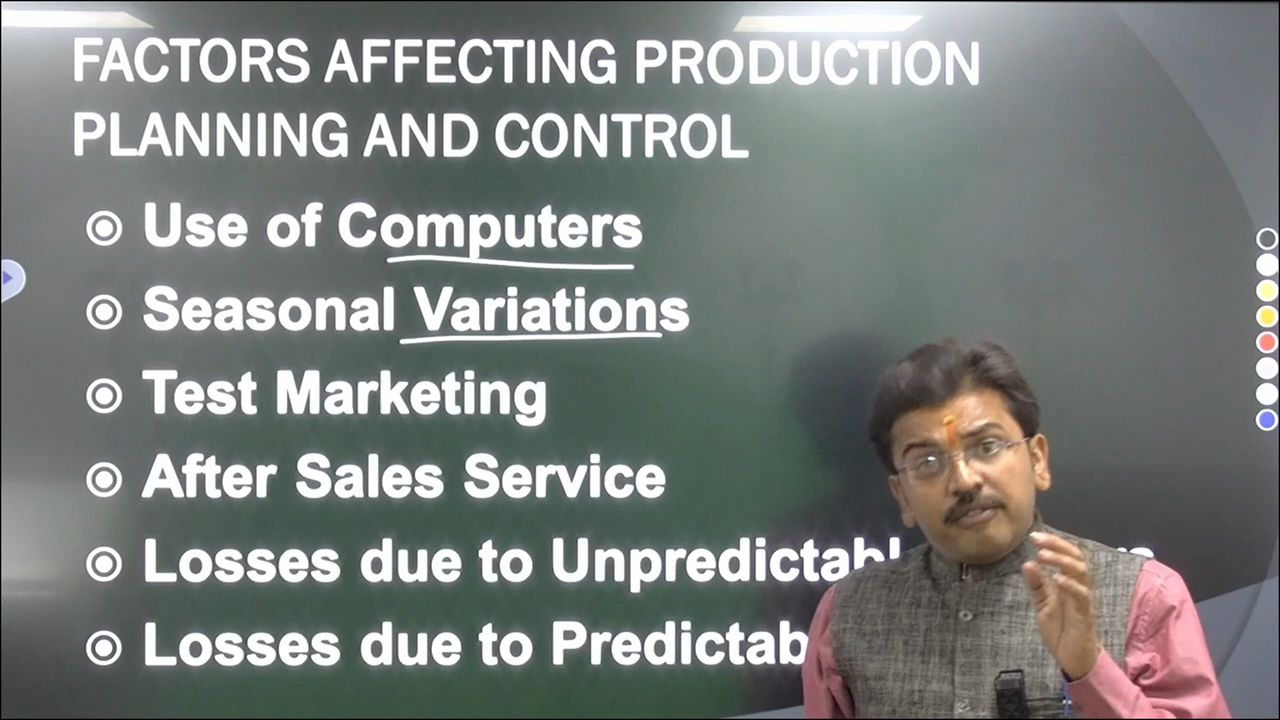 FACTORS AFFECTING PRODUCTION
PLANNING AND CONTROL
Use of Computers
Seasonal Variations
Test Marketing
After Sales Service
Losses due to
Losses due to